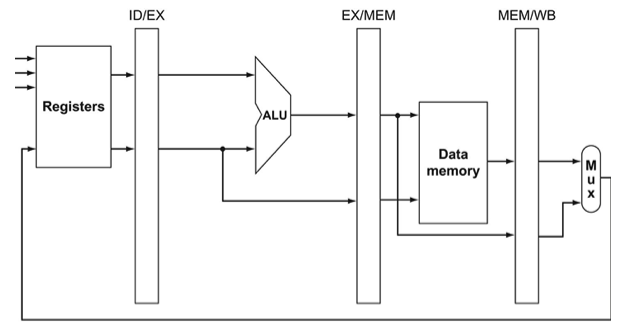 ID/EX
EX/MEM
MEM/WB
Registers
ALU
Data
memory
M
u
x